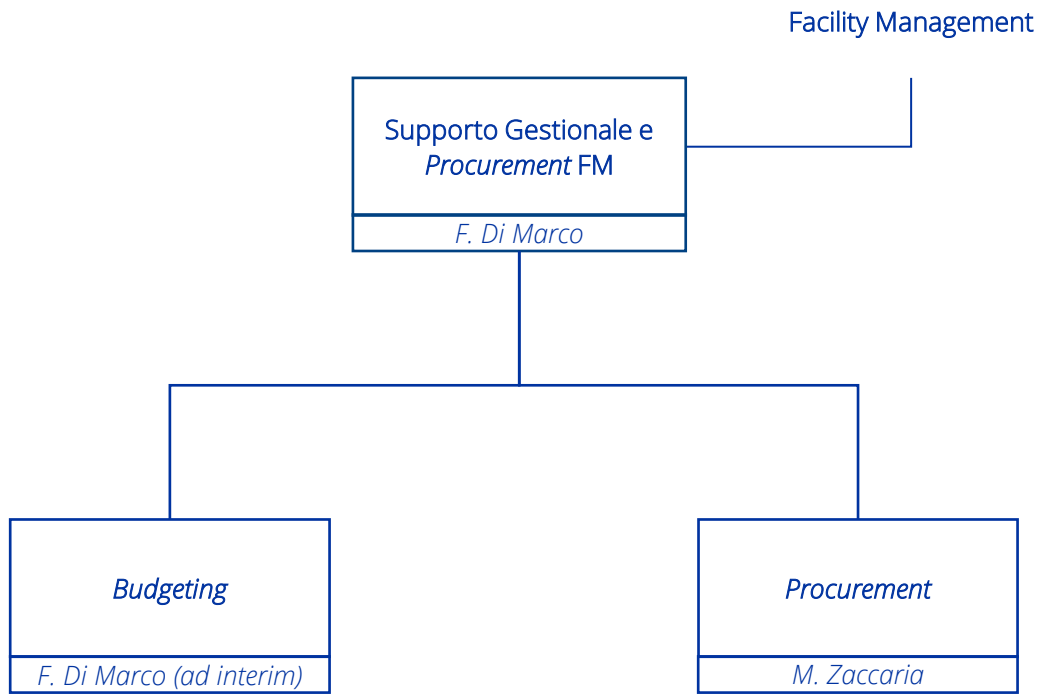 Facility Management
Supporto Gestionale e
Procurement FM
F. Di Marco
Budgeting
F. Di Marco (ad interim)
Procurement
M. Zaccaria